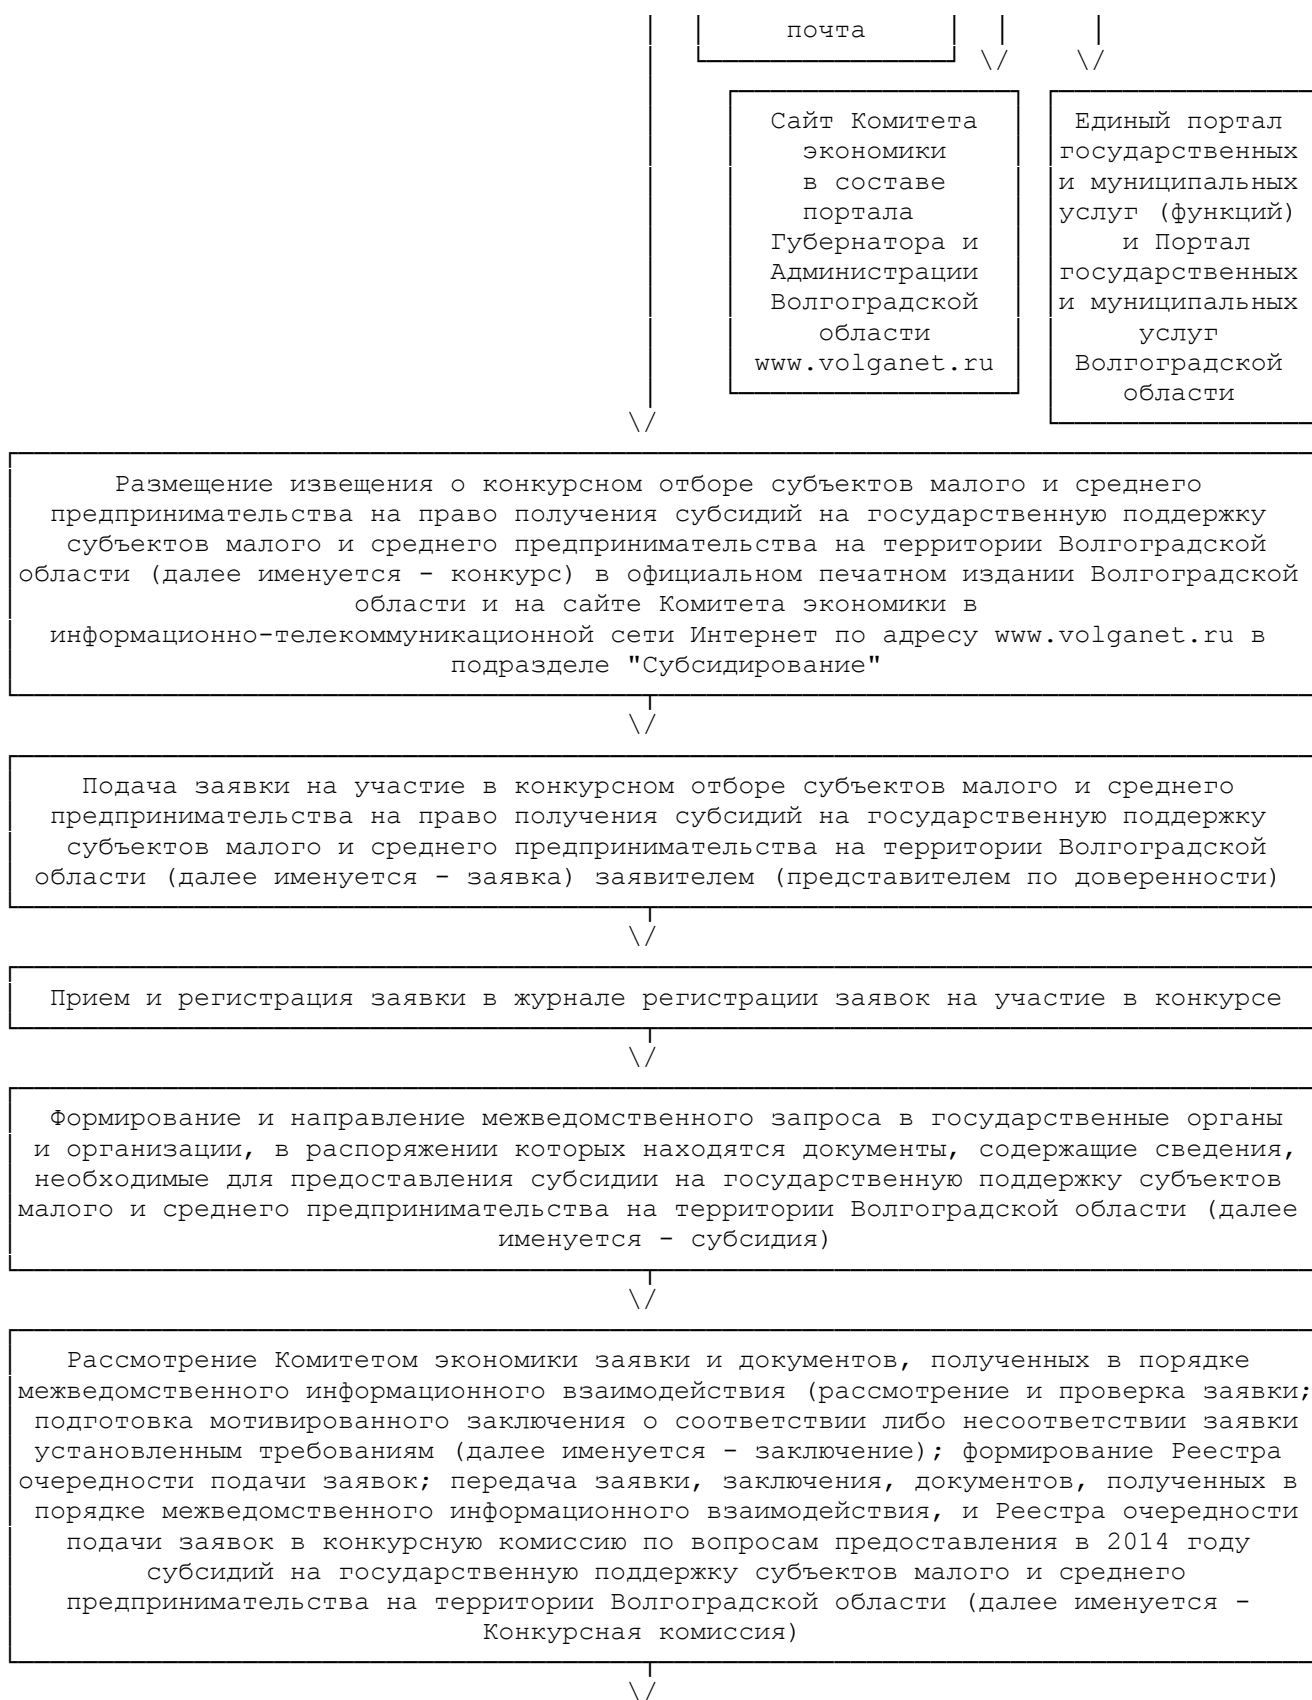 почта
Сайт Комитета
экономики
в составе
портала
Губернатора и
Администрации
Волгоградской
области
www.volganet.ru
Единый портал
государственных
и муниципальных
услуг (функций)
и Портал
государственных
и муниципальных
услуг
Волгоградской
области
Размещение извещения о конкурсном отборе субъектов малого и среднего
предпринимательства на право получения субсидий на государственную поддержку
субъектов малого и среднего предпринимательства на территории Волгоградской
области (далее именуется - конкурс) в официальном печатном издании Волгоградской
области и на сайте Комитета экономики в
информационно-телекоммуникационной сети Интернет по адресу www.volganet.ru в
подразделе "Субсидирование"
Подача заявки на участие в конкурсном отборе субъектов малого и среднего
предпринимательства на право получения субсидий на государственную поддержку
субъектов малого и среднего предпринимательства на территории Волгоградской
области (далее именуется - заявка) заявителем (представителем по доверенности)
Прием и регистрация заявки в журнале регистрации заявок на участие в конкурсе
Формирование и направление межведомственного запроса в государственные органы
и организации, в распоряжении которых находятся документы, содержащие сведения,
необходимые для предоставления субсидии на государственную поддержку субъектов
малого и среднего предпринимательства на территории Волгоградской области (далее
именуется - субсидия)
Рассмотрение Комитетом экономики заявки и документов, полученных в порядке
межведомственного информационного взаимодействия (рассмотрение и проверка заявки;
подготовка мотивированного заключения о соответствии либо несоответствии заявки
установленным требованиям (далее именуется - заключение); формирование Реестра
очередности подачи заявок; передача заявки, заключения, документов, полученных в
порядке межведомственного информационного взаимодействия, и Реестра очередности
подачи заявок в конкурсную комиссию по вопросам предоставления в 2014 году
субсидий на государственную поддержку субъектов малого и среднего
предпринимательства на территории Волгоградской области (далее именуется -
Конкурсная комиссия)